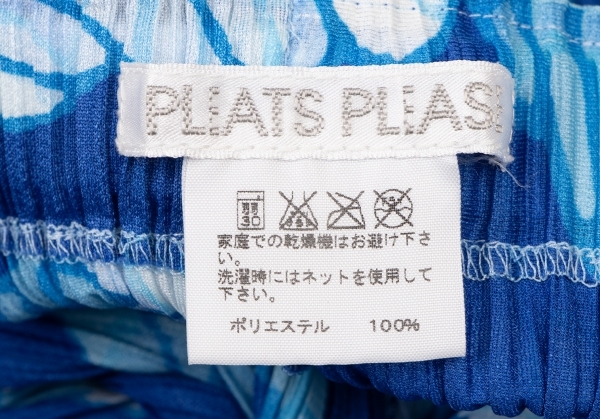 PLEATS PLEAS
弱
30
家庭での乾燥機はお避け下さ
い。
洗濯時にはネットを使用して
下さい。
ポリエステル 100%